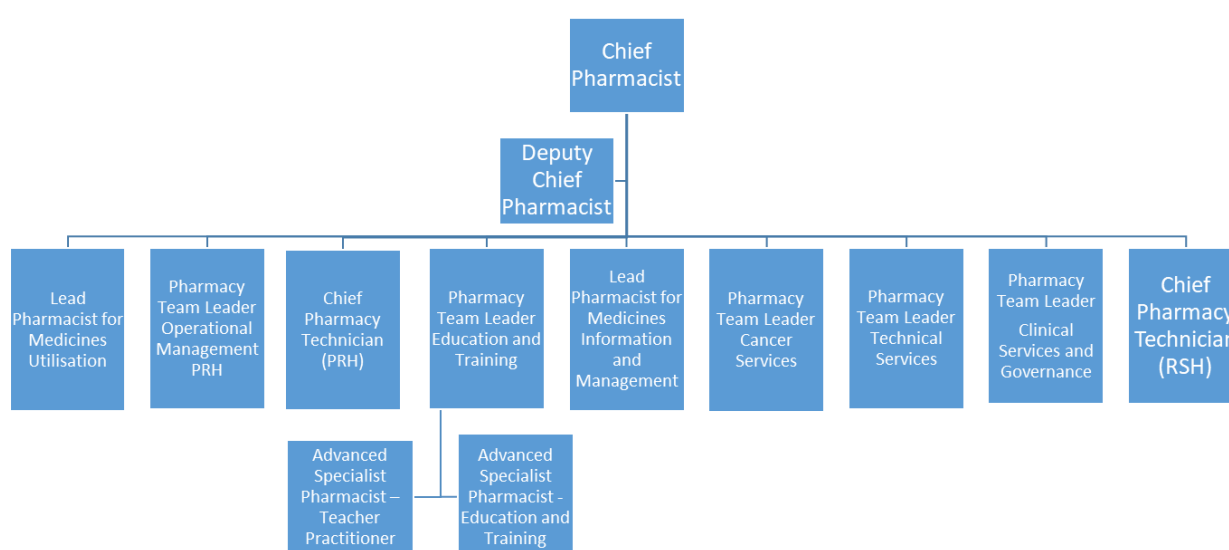 Chief
Pharmacist
Deputy
Chief
Pharmacist
Lead
Pharmacist for
Medicines
Utilisation
Pharmacy
Team Leader
Operational
Management
PRH
Chief
Pharmacy
Technician
(PRH)
Pharmacy
Team Leader
Education and
Training
Lead
Pharmacist for
Medicines
Information
and
Management
Pharmacy
Team Leader
Cancer
Services
Pharmacy
Team Leader
Technical
Services
Pharmacy
Team Leader
Clinical
Services and
Governance
Chief
Pharmacy
Technician
(RSH)
Advanced
Specialist
Pharmacist –
Teacher
Practitioner
Advanced
Specialist
Pharmacist -
Education and
Training